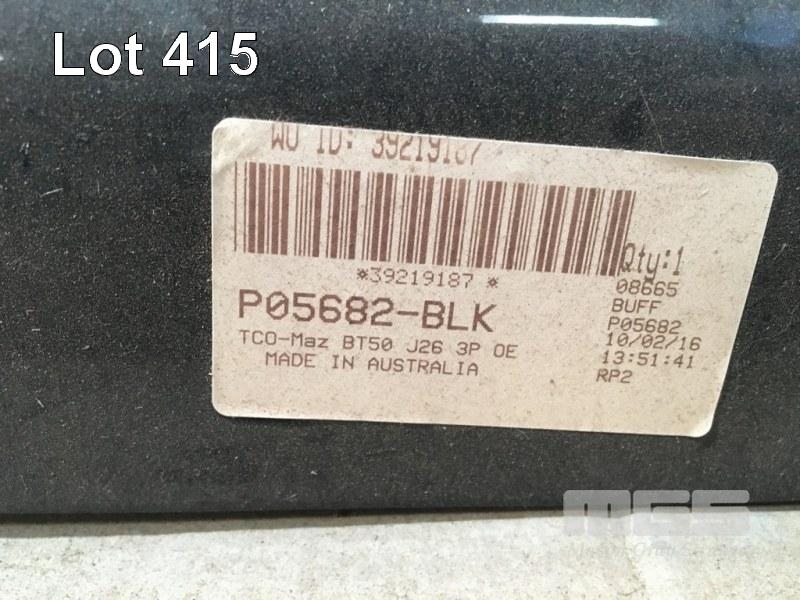 Lot 415
WO ID: 39219187
*39219187 *
Qty:1
P05682-BLK
08665
BUFF
P05682
TCO-Maz BT50 J26 3P OE
10/02/16
MADE IN AUSTRALIA
13:51:41
RP2
MGS